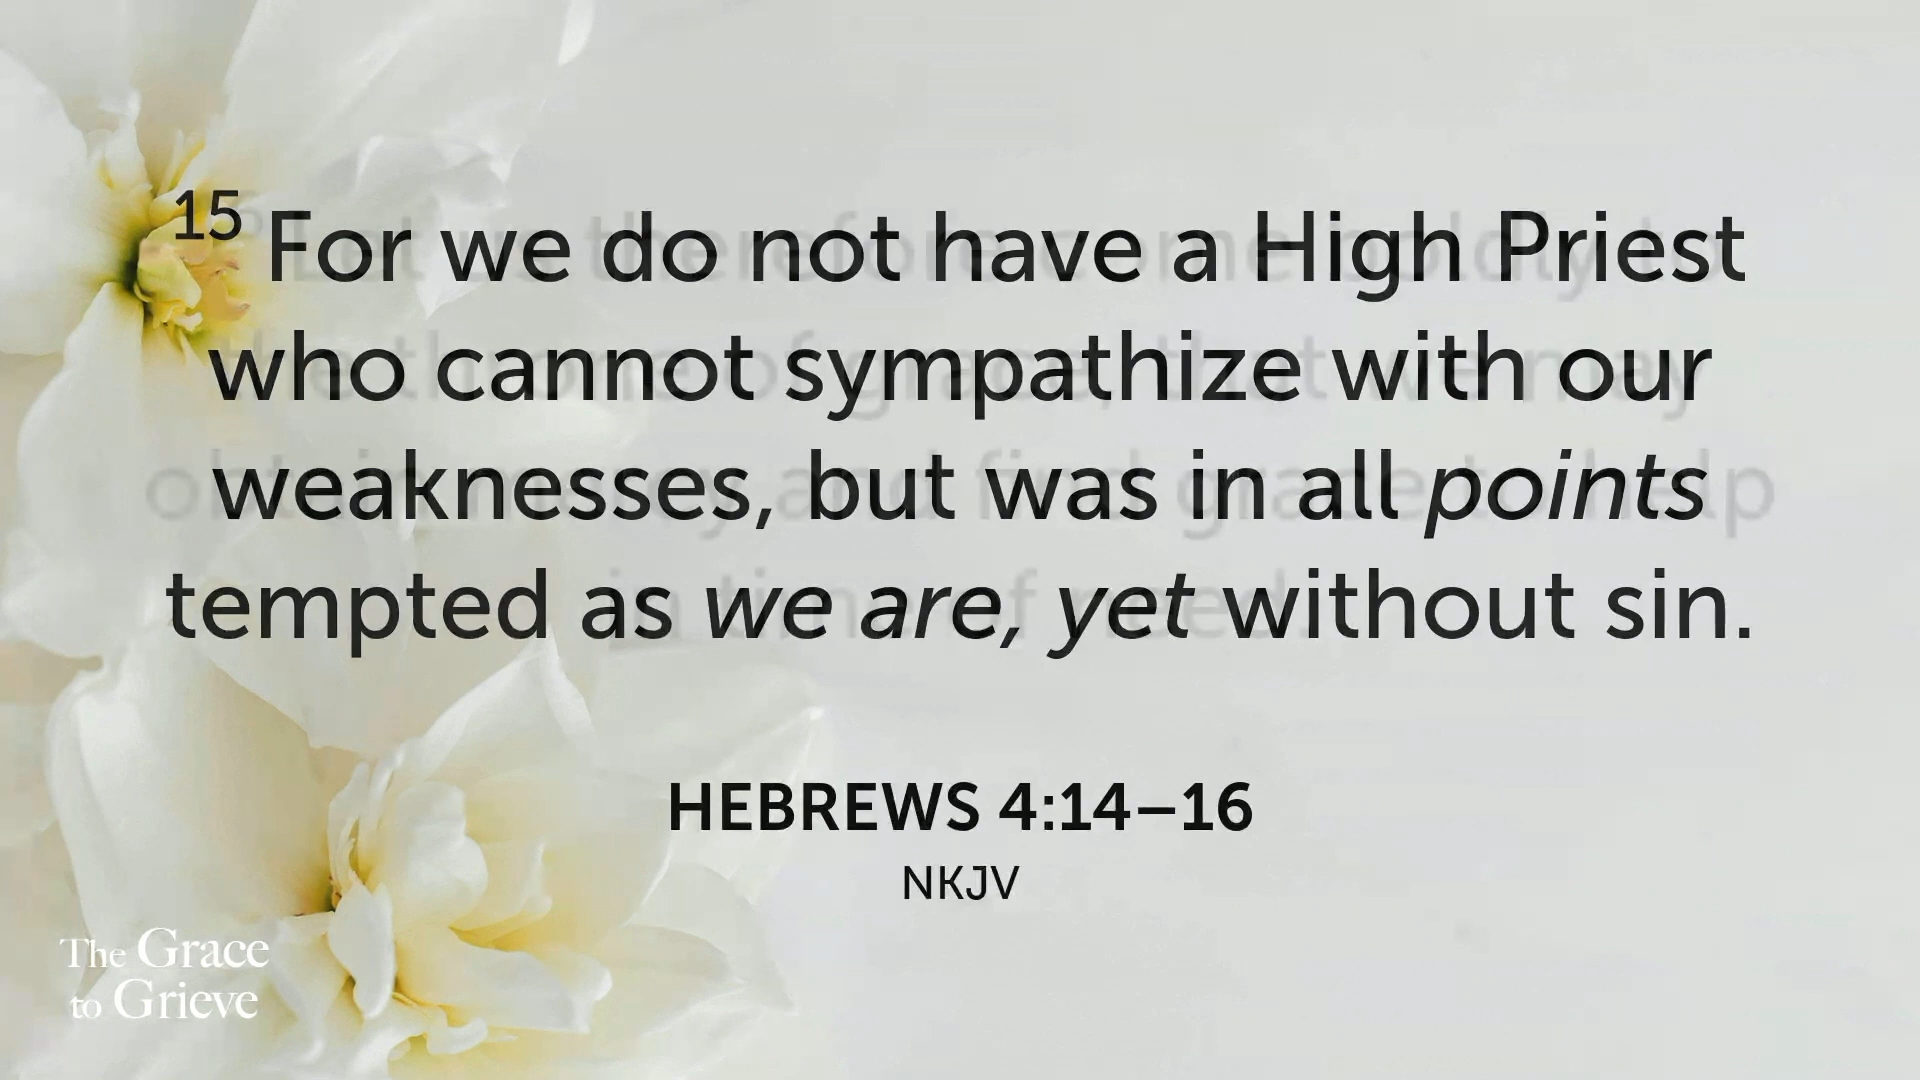 15 For we do not have a High Priest
who cannot sympathize with our
weaknesses, but was in all points
tempted as we are, yet without sin.
HEBREWS 4:14–16
NKJV
The Grace
to Grieve